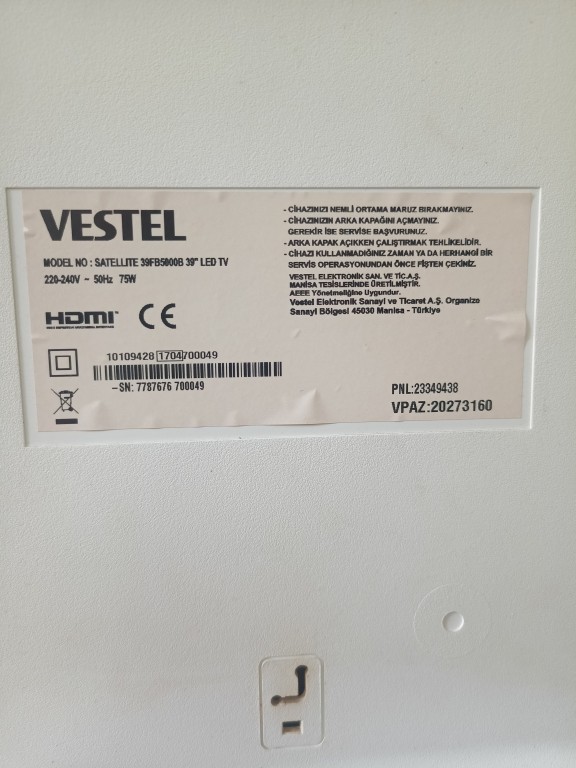 VESTEL
MODEL NO : SATELLITE 39FB5000B 39" LED TV
220-240V ~ 50Hz 75W
HDMI
CE
10109428 1704 700049
-SN: 7787676 700049
- CİHAZINIZI NEMLİ ORTAMA MARUZ BIRAKMAYINIZ.
- CİHAZINIZIN ARKA KAPAĞINI AÇMAYINIZ.
GEREKİR İSE SERVİSE BAŞVURUNUZ.
- ARKA KAPAK AÇIKKEN ÇALIŞTIRMAK TEHLİKELİDİR.
- CİHAZI KULLANMADIĞINIZ ZAMAN YA DA HERHANGİ BİR
SERVİS OPERASYONUNDAN ÖNCE FİŞTEN ÇEKİNİZ.
VESTEL ELEKTRONİK SAN. VE TİC.A.Ş.
MANİSA TESİSLERİNDE ÜRETİLMİŞTİR.
AEEE Yönetmeliğine Uygundur.
Vestel Elektronik Sanayi ve Ticaret A.Ş. Organize
Sanayi Bölgesi 45030 Manisa - Türkiye
PNL:23349438
VPAZ:20273160